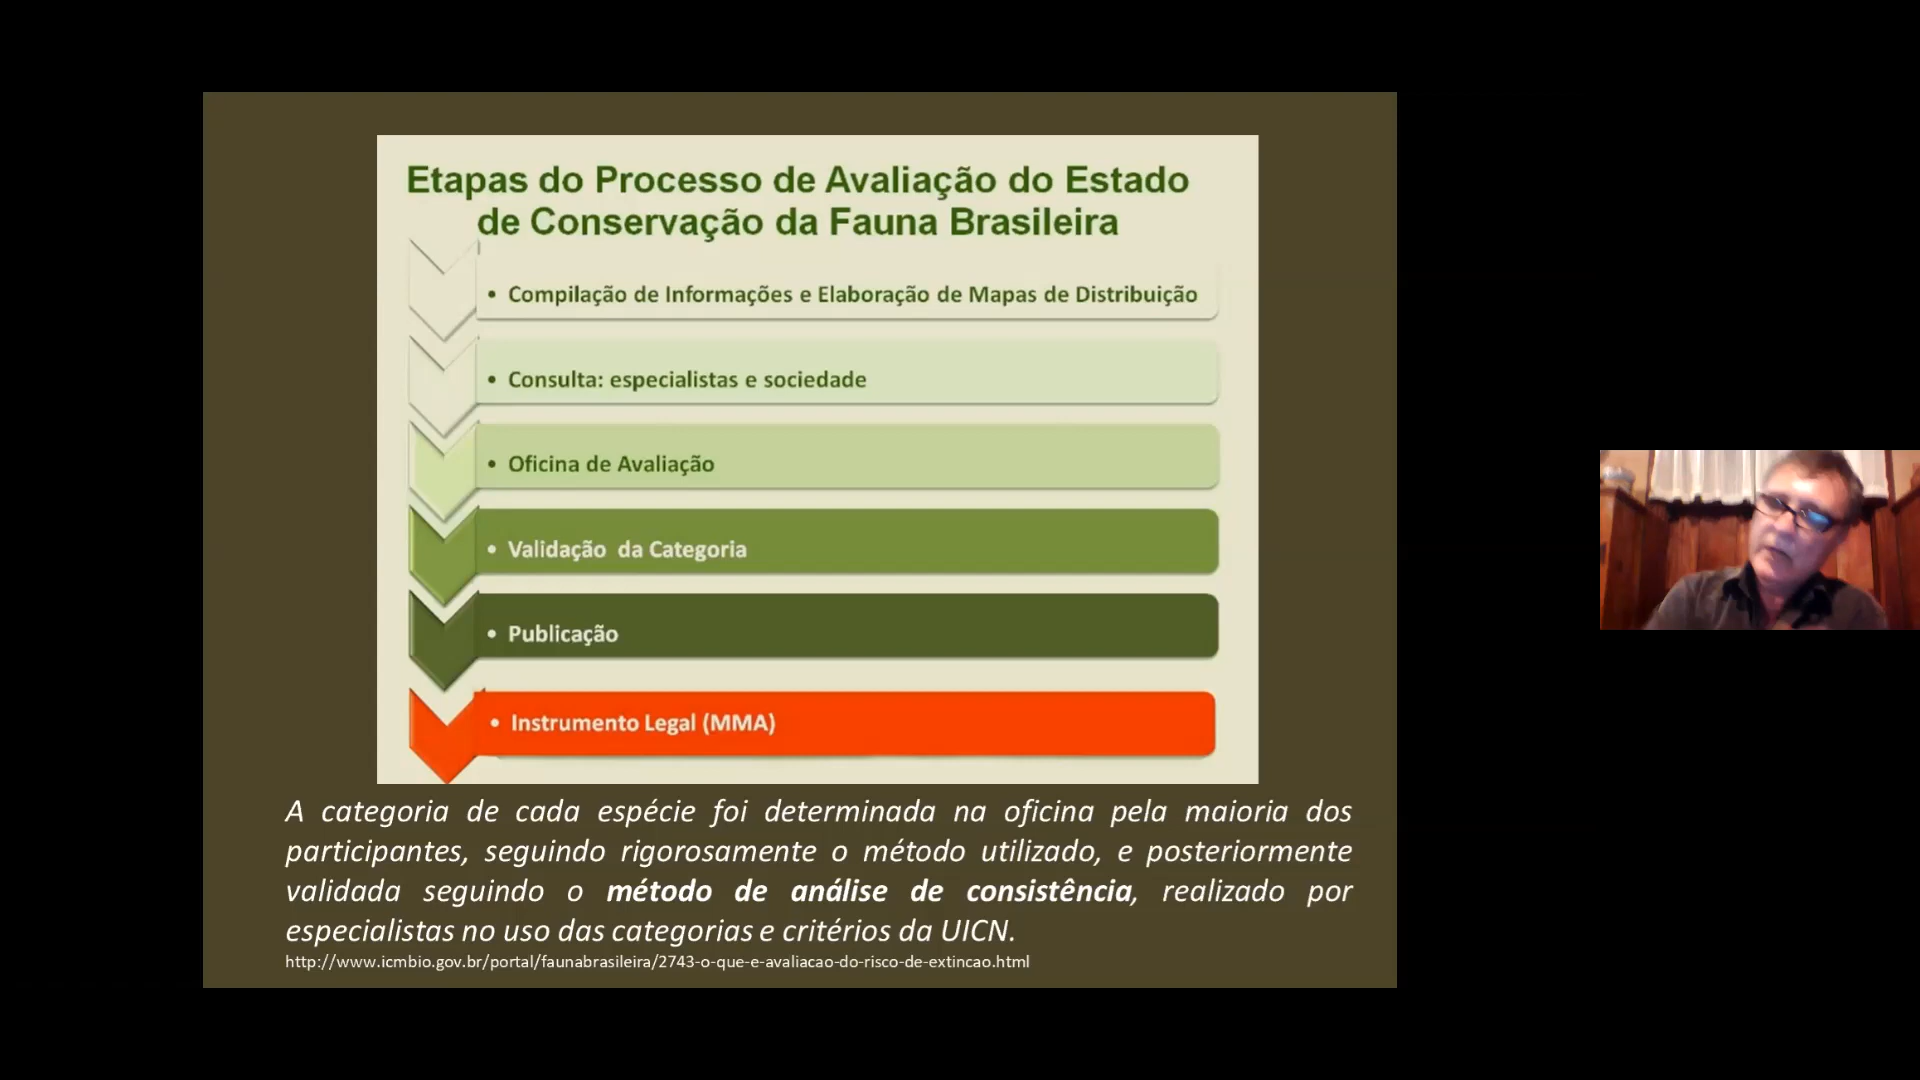 Etapas do Processo de Avaliação do Estado
de Conservação da Fauna Brasileira
• Compilação de Informações e Elaboração de Mapas de Distribuição
• Consulta: especialistas e sociedade
• Oficina de Avaliação
• Validação da Categoria
• Publicação
• Instrumento Legal (MMA)
A categoria de cada espécie foi determinada na oficina pela maioria dos
participantes, seguindo rigorosamente o método utilizado, e posteriormente
validada seguindo o método de análise de consistência, realizado por
especialistas no uso das categorias e critérios da UICN.
http://www.icmbio.gov.br/portal/faunabrasileira/2743-o-que-e-avaliacao-do-risco-de-extincao.html